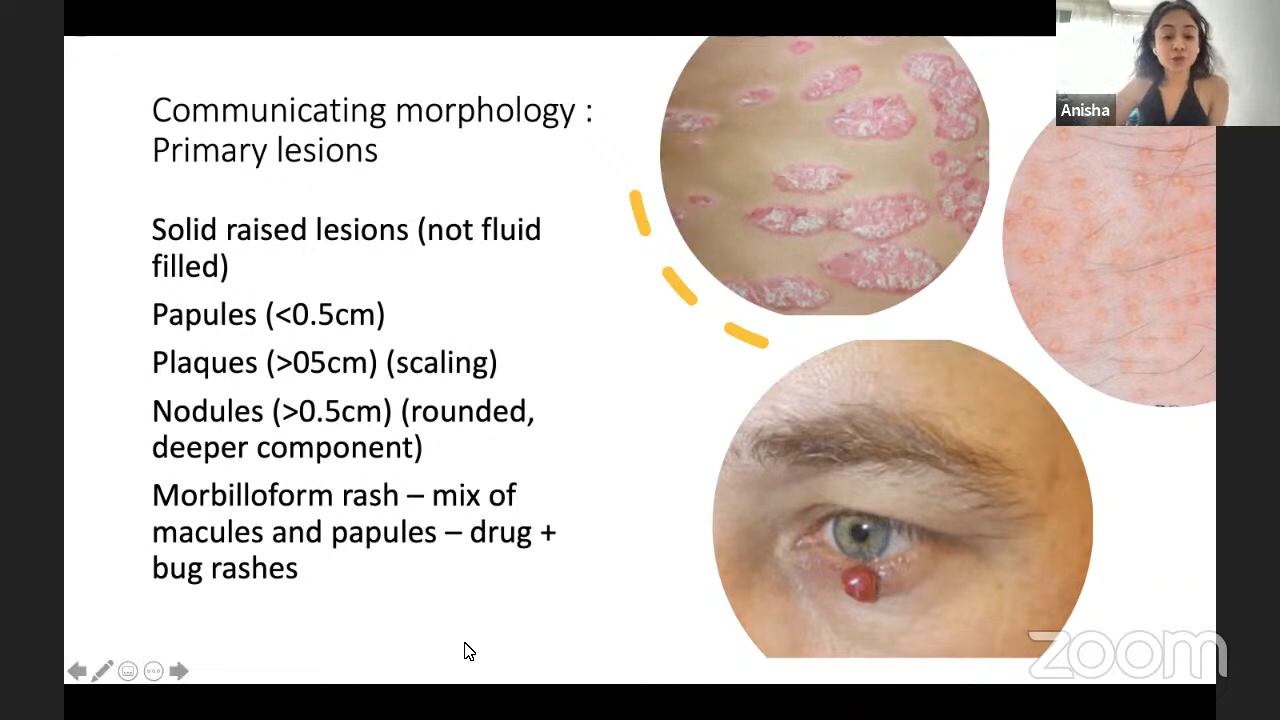 Anisha
Communicating morphology :
Primary lesions
Solid raised lesions (not fluid
filled)
Papules (<0.5cm)
Plaques (>05cm) (scaling)
Nodules (>0.5cm) (rounded,
deeper component)
Morbilloform rash – mix of
macules and papules – drug +
bug rashes
zoom